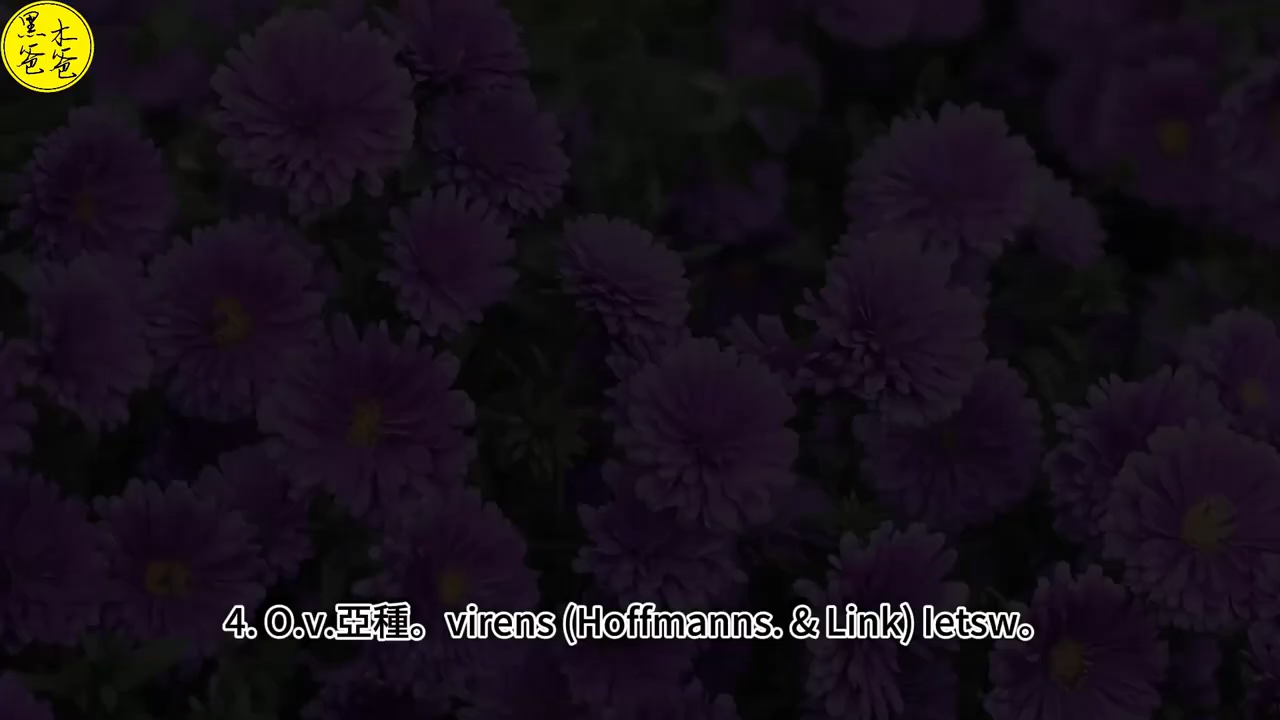 黑木
爸爸
4. O.v.亞種。virens (Hoffmanns. & Link) Ietsw。